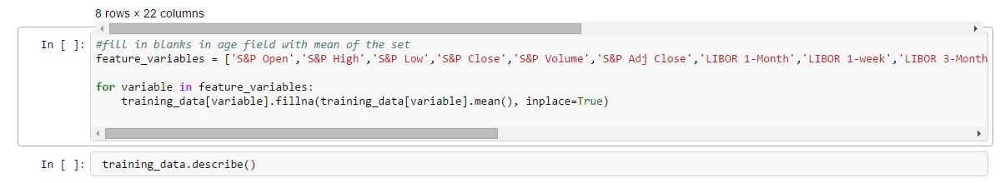 8 rows × 22 columns
In [ ]:
#fill in blanks in age field with mean of the set
feature_variables = ['S&P Open','S&P High','S&P Low','S&P Close','S&P Volume','S&P Adj Close','LIBOR 1-Month','LIBOR 1-week','LIBOR 3-Month
for variable in feature_variables:
    training_data[variable].fillna(training_data[variable].mean(), inplace=True)
In [ ]:
training_data.describe()